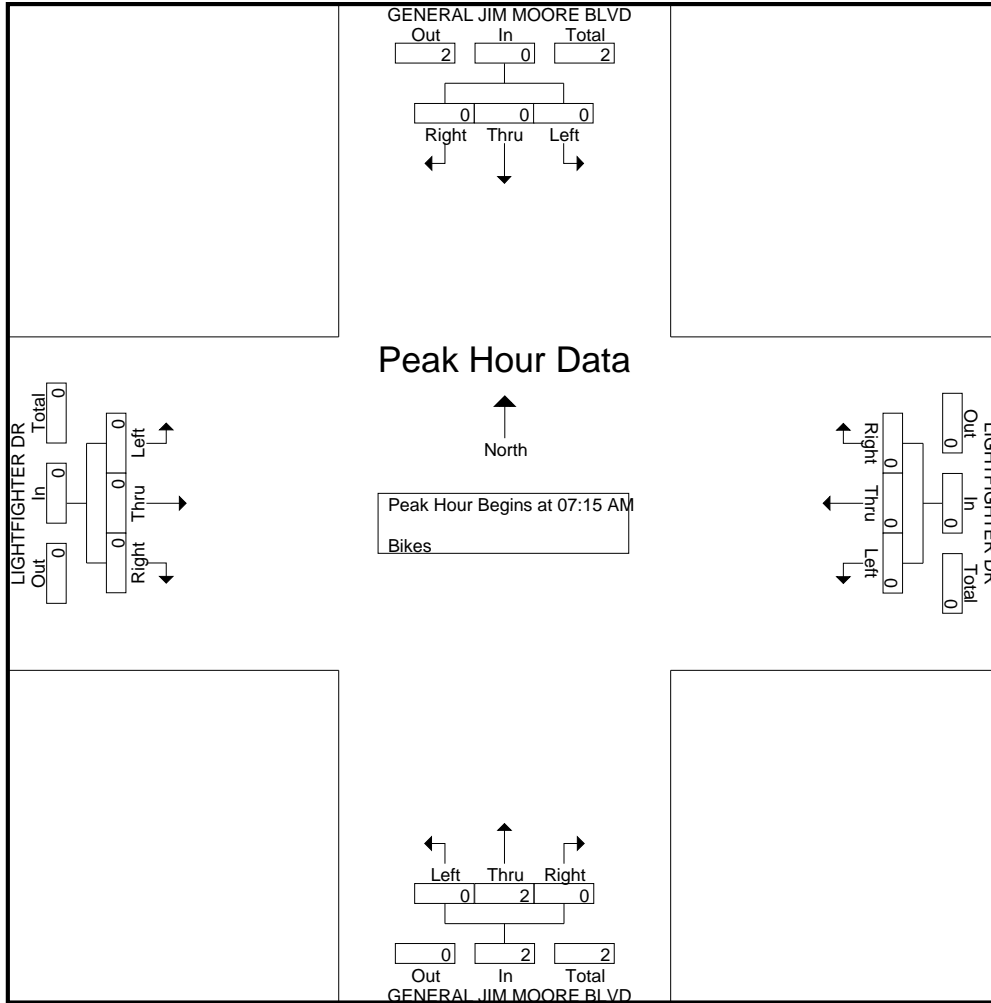 GENERAL JIM MOORE BLVD
Out In Total
2 0 2
0 0 0
Right Thru Left
Peak Hour Data
North
Peak Hour Begins at 07:15 AM
Bikes
LIGHTFIGHTER DR
Out In Total
0 0 0
Right Thru Left
0 0 0
LIGHTFIGHTER DR
Out In Total
0 0 0
Left Thru Right
0 0 0
Left Thru Right
0 2 0
0 2 2
Out In Total
GENERAL JIM MOORE BLVD